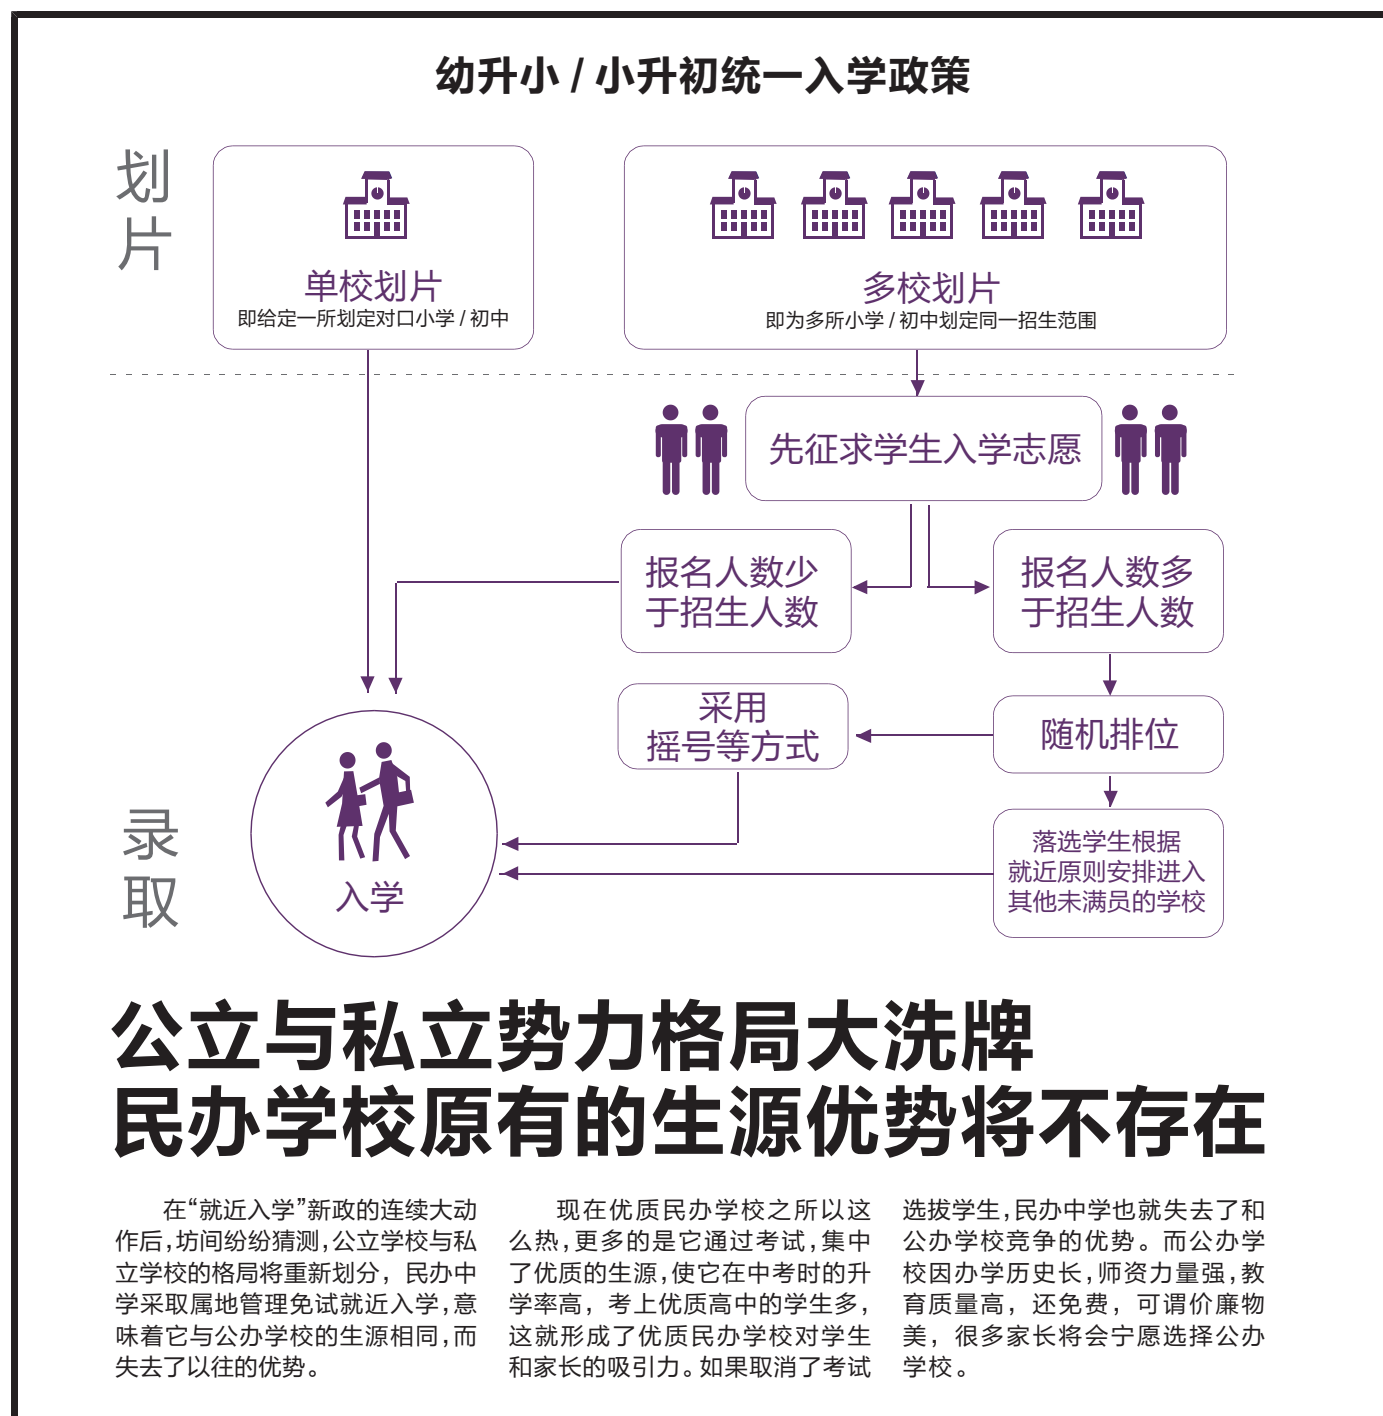 幼升小 / 小升初统一入学政策
划片
单校划片
即给定一所划定对口小学 / 初中
多校划片
即为多所小学 / 初中划定同一招生范围
先征求学生入学志愿
报名人数少
于招生人数
报名人数多
于招生人数
采用
摇号等方式
随机排位
录取
入学
落选学生根据
就近原则安排进入
其他未满员的学校
公立与私立势力格局大洗牌
民办学校原有的生源优势将不存在
在“就近入学”新政的连续大动
作后,坊间纷纷猜测,公立学校与私
立学校的格局将重新划分，民办中
学采取属地管理免试就近入学,意
味着它与公办学校的生源相同,而
失去了以往的优势。
现在优质民办学校之所以这
么热,更多的是它通过考试,集中
了优质的生源,使它在中考时的升
学率高，考上优质高中的学生多,
这就形成了优质民办学校对学生
和家长的吸引力。如果取消了考试
选拔学生,民办中学也就失去了和
公办学校竞争的优势。而公办学
校因办学历史长,师资力量强,教
育质量高，还免费，可谓价廉物
美，很多家长将会宁愿选择公办
学校。